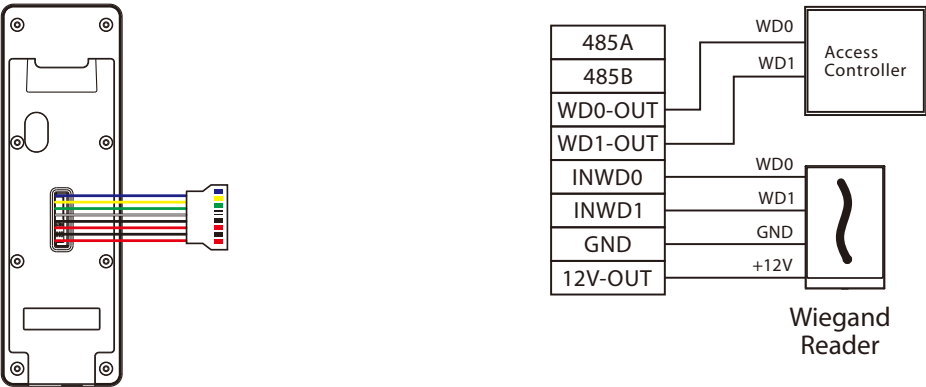 485A
485B
WD0-OUT
WD1-OUT
INWD0
INWD1
GND
12V-OUT
WD0
WD1
Access
Controller
WD0
WD1
GND
+12V
Wiegand
Reader